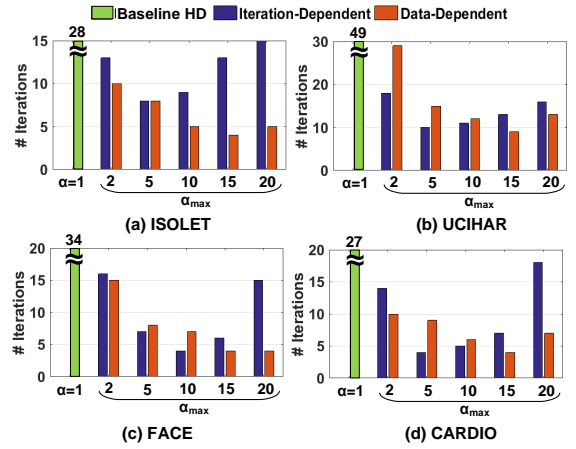 Baseline HD Iteration-Dependent Data-Dependent
28
15
10
5
0
# Iterations
α=1 2 5 10 15 20
αmax
(a) ISOLET
49
30
20
10
0
# Iterations
α=1 2 5 10 15 20
αmax
(b) UCIHAR
34
20
15
10
5
0
# Iterations
α=1 2 5 10 15 20
αmax
(c) FACE
27
20
15
10
5
0
# Iterations
α=1 2 5 10 15 20
αmax
(d) CARDIO